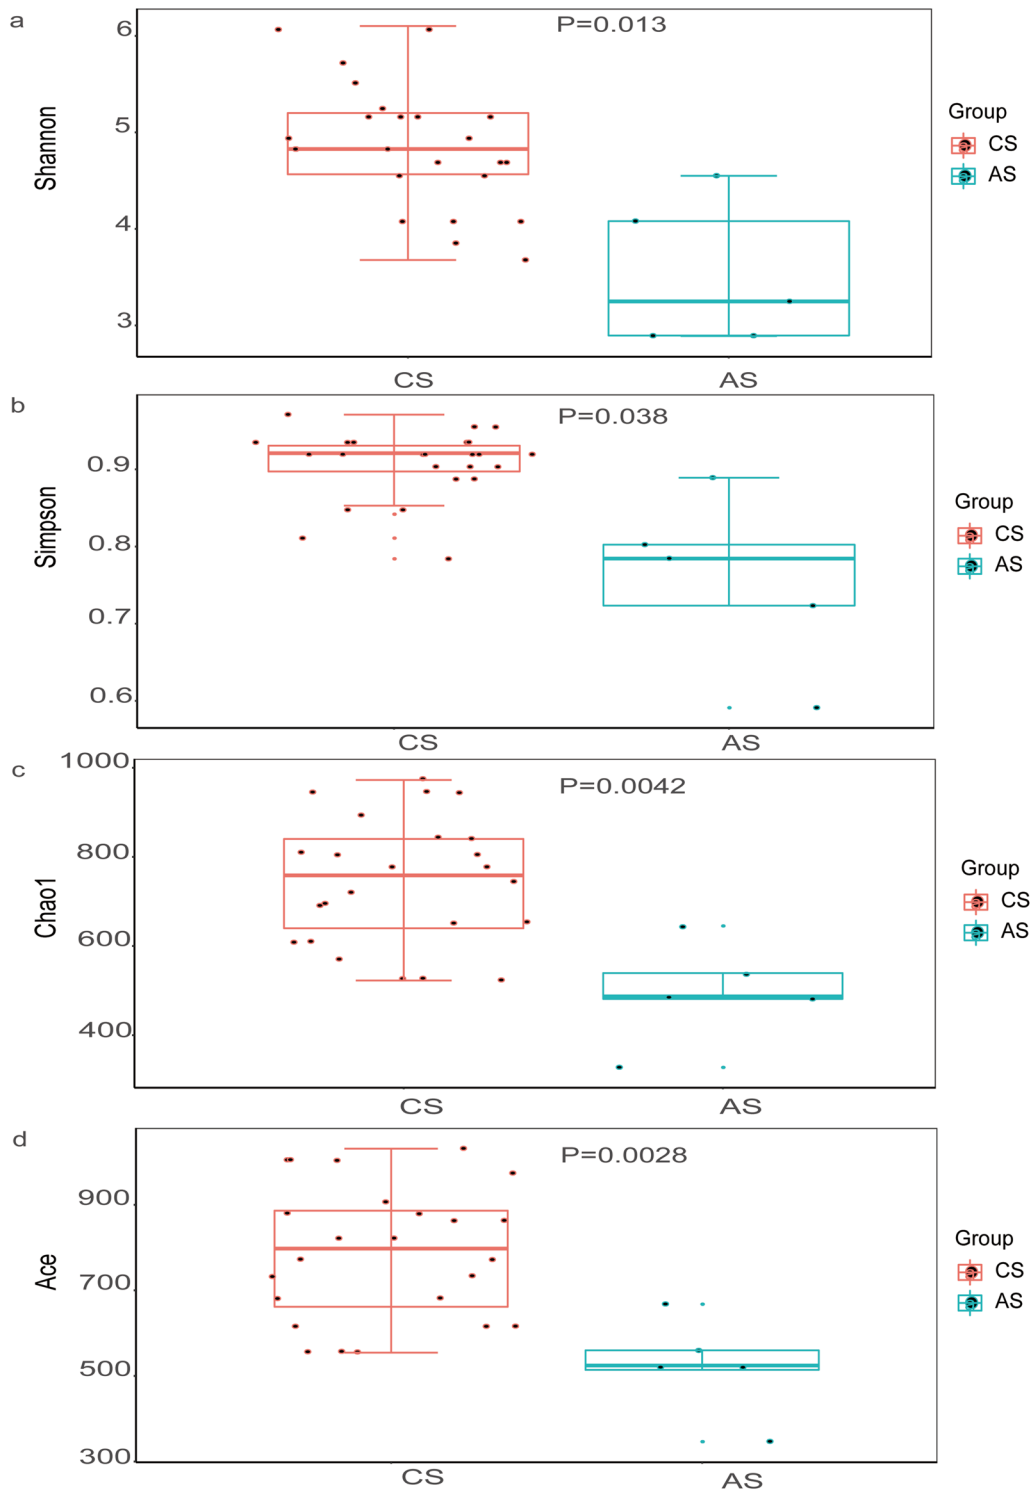 a
P=0.013
6
5
4
3
Shannon
CS
AS
Group
CS
AS
b
P=0.038
0.9
0.8
0.7
0.6
Simpson
CS
AS
Group
CS
AS
c
P=0.0042
1000
800
600
400
Chao1
CS
AS
Group
CS
AS
d
P=0.0028
900
700
500
300
Ace
CS
AS
Group
CS
AS